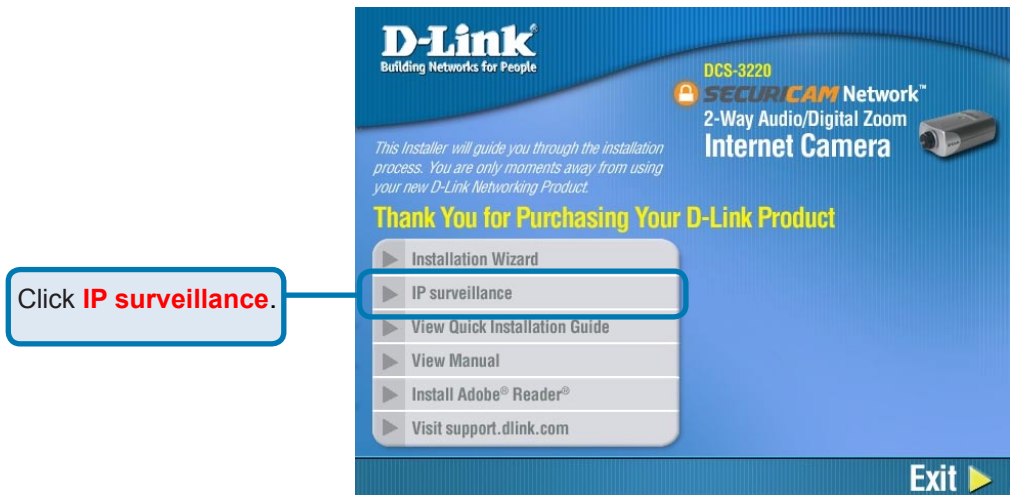 D-Link
Building Networks for People
DCS-3220
SECURICAM Network™
2-Way Audio/Digital Zoom
Internet Camera
This Installer will guide you through the installation
process. You are only moments away from using
your new D-Link Networking Product.
Thank You for Purchasing Your D-Link Product
Installation Wizard
Click IP surveillance.
IP surveillance
View Quick Installation Guide
View Manual
Install Adobe® Reader®
Visit support.dlink.com
Exit